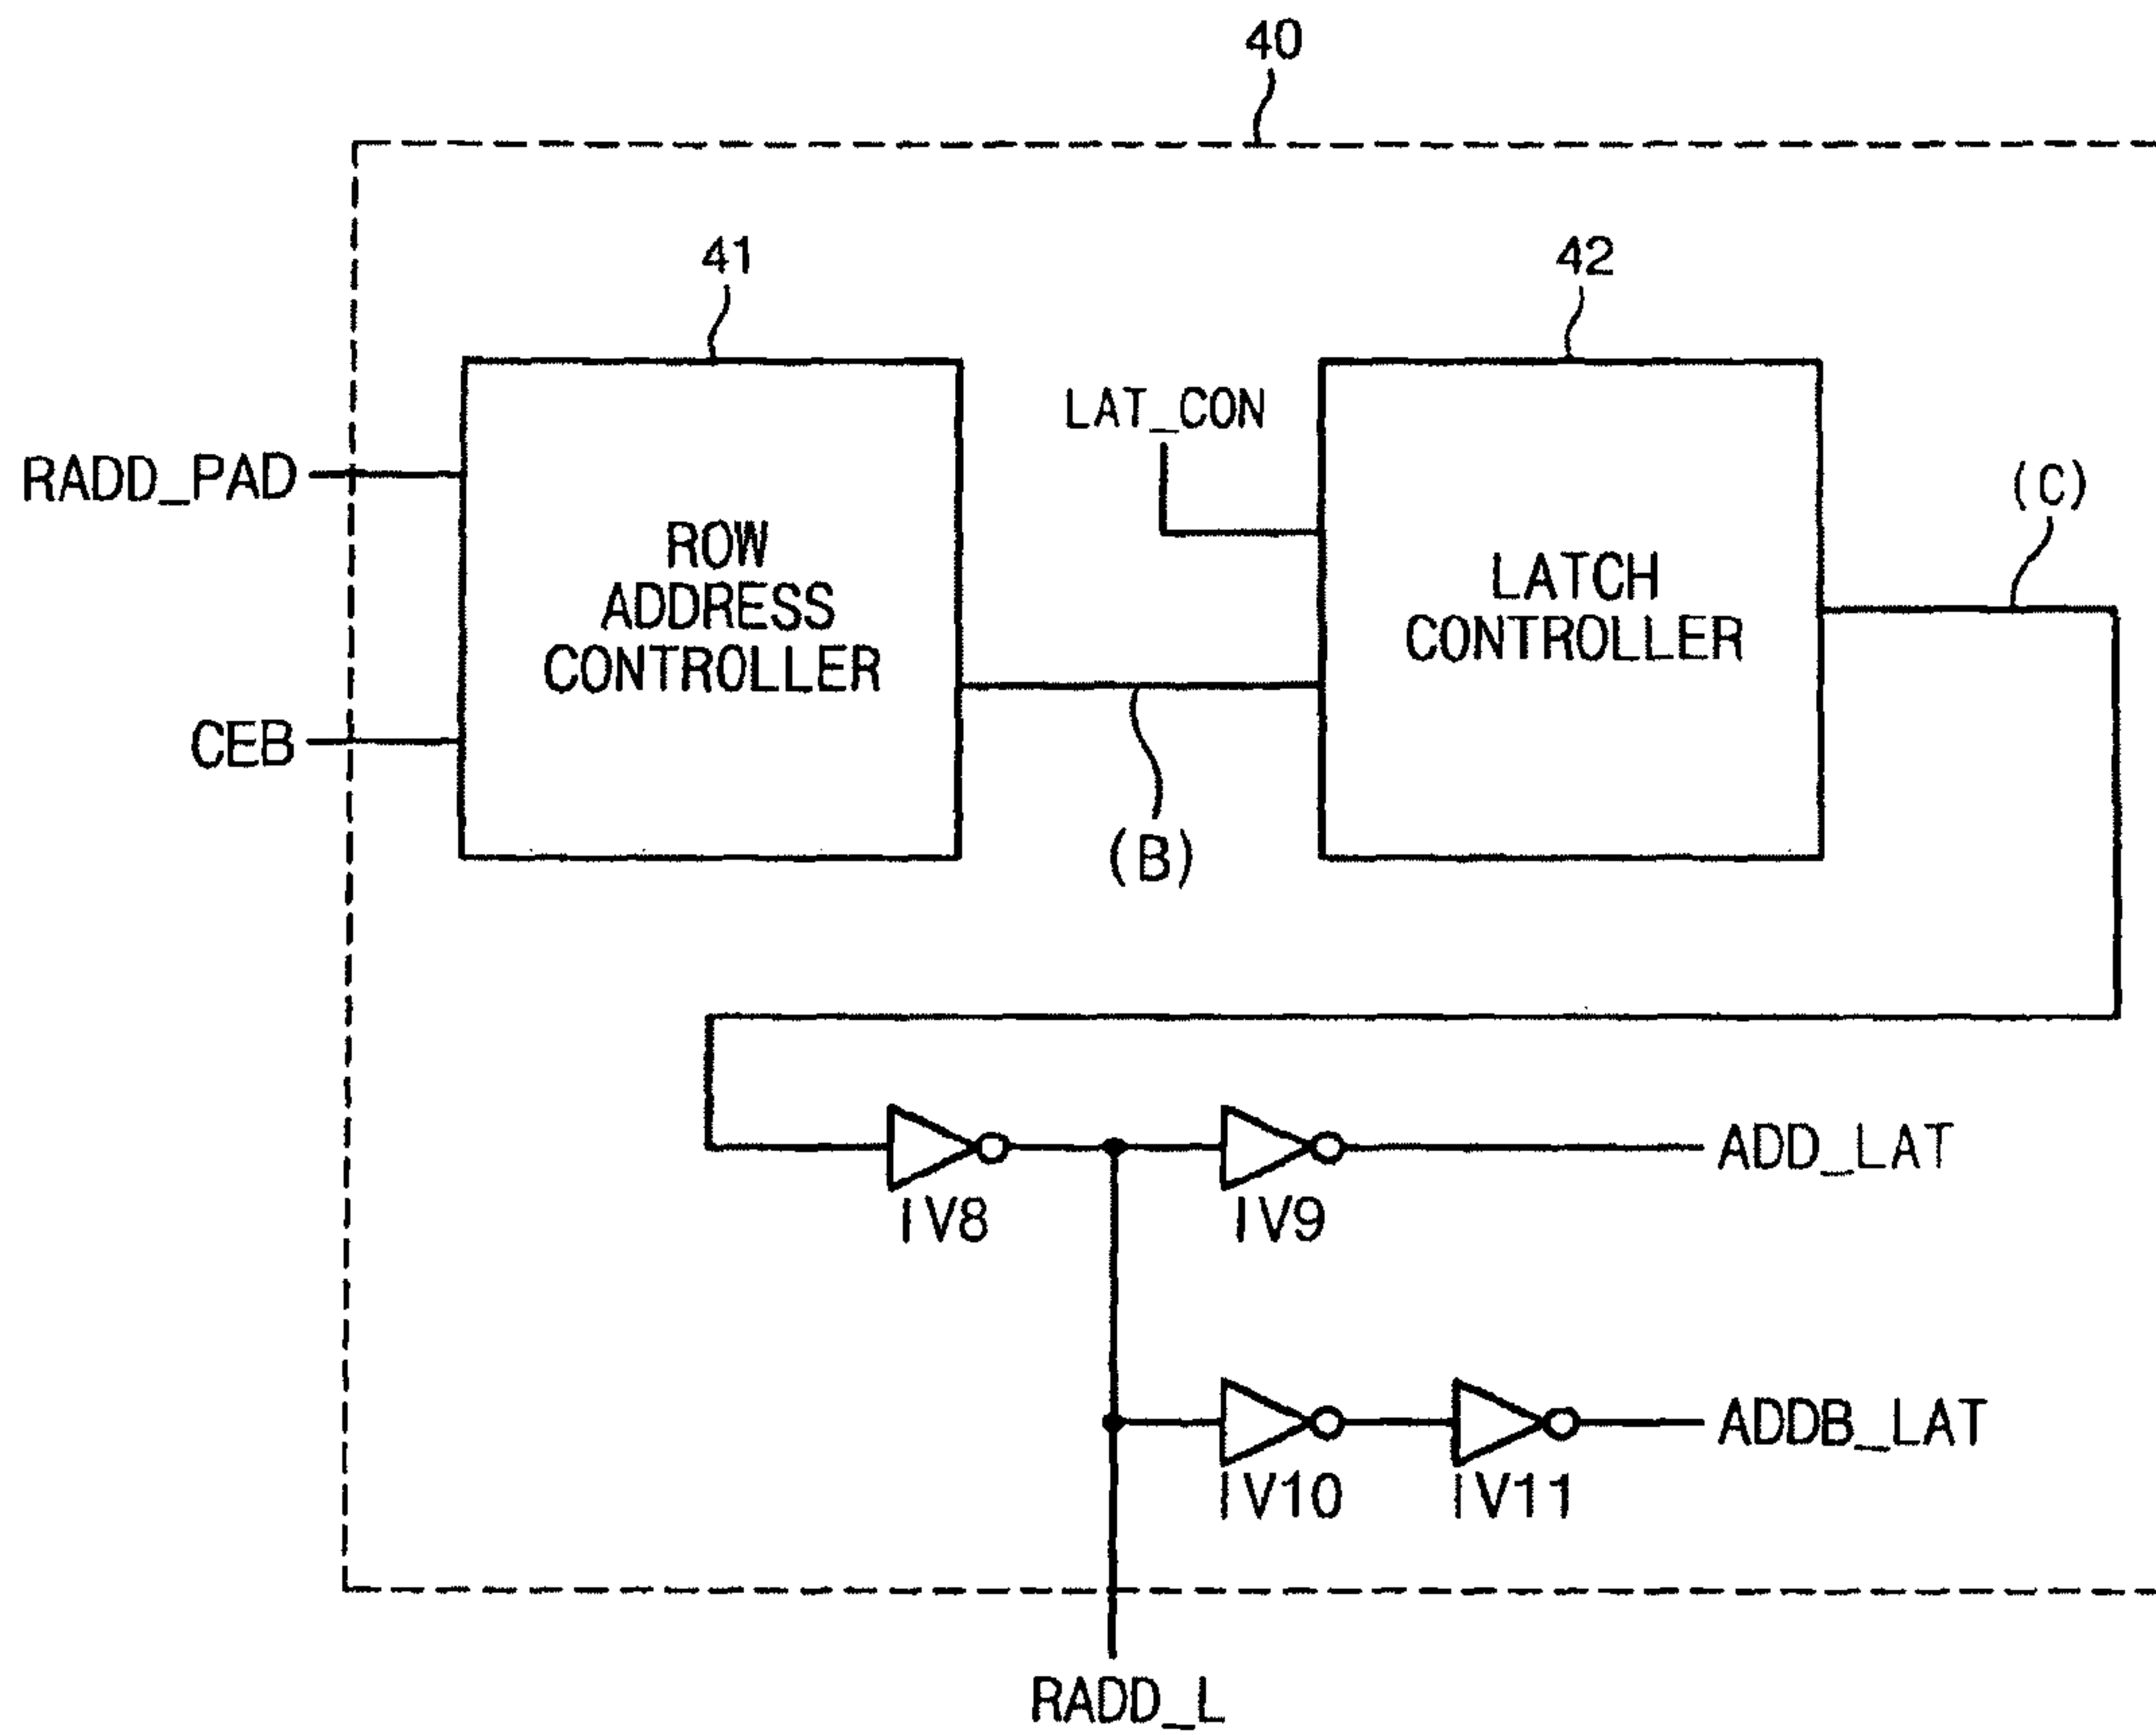 40
41
42
LAT_CON
RADD_PAD
(C)
ROW
ADDRESS
CONTROLLER
LATCH
CONTROLLER
CEB
(B)
ADD_LAT
IV8
IV9
ADDB_LAT
IV10
IV11
RADD_L